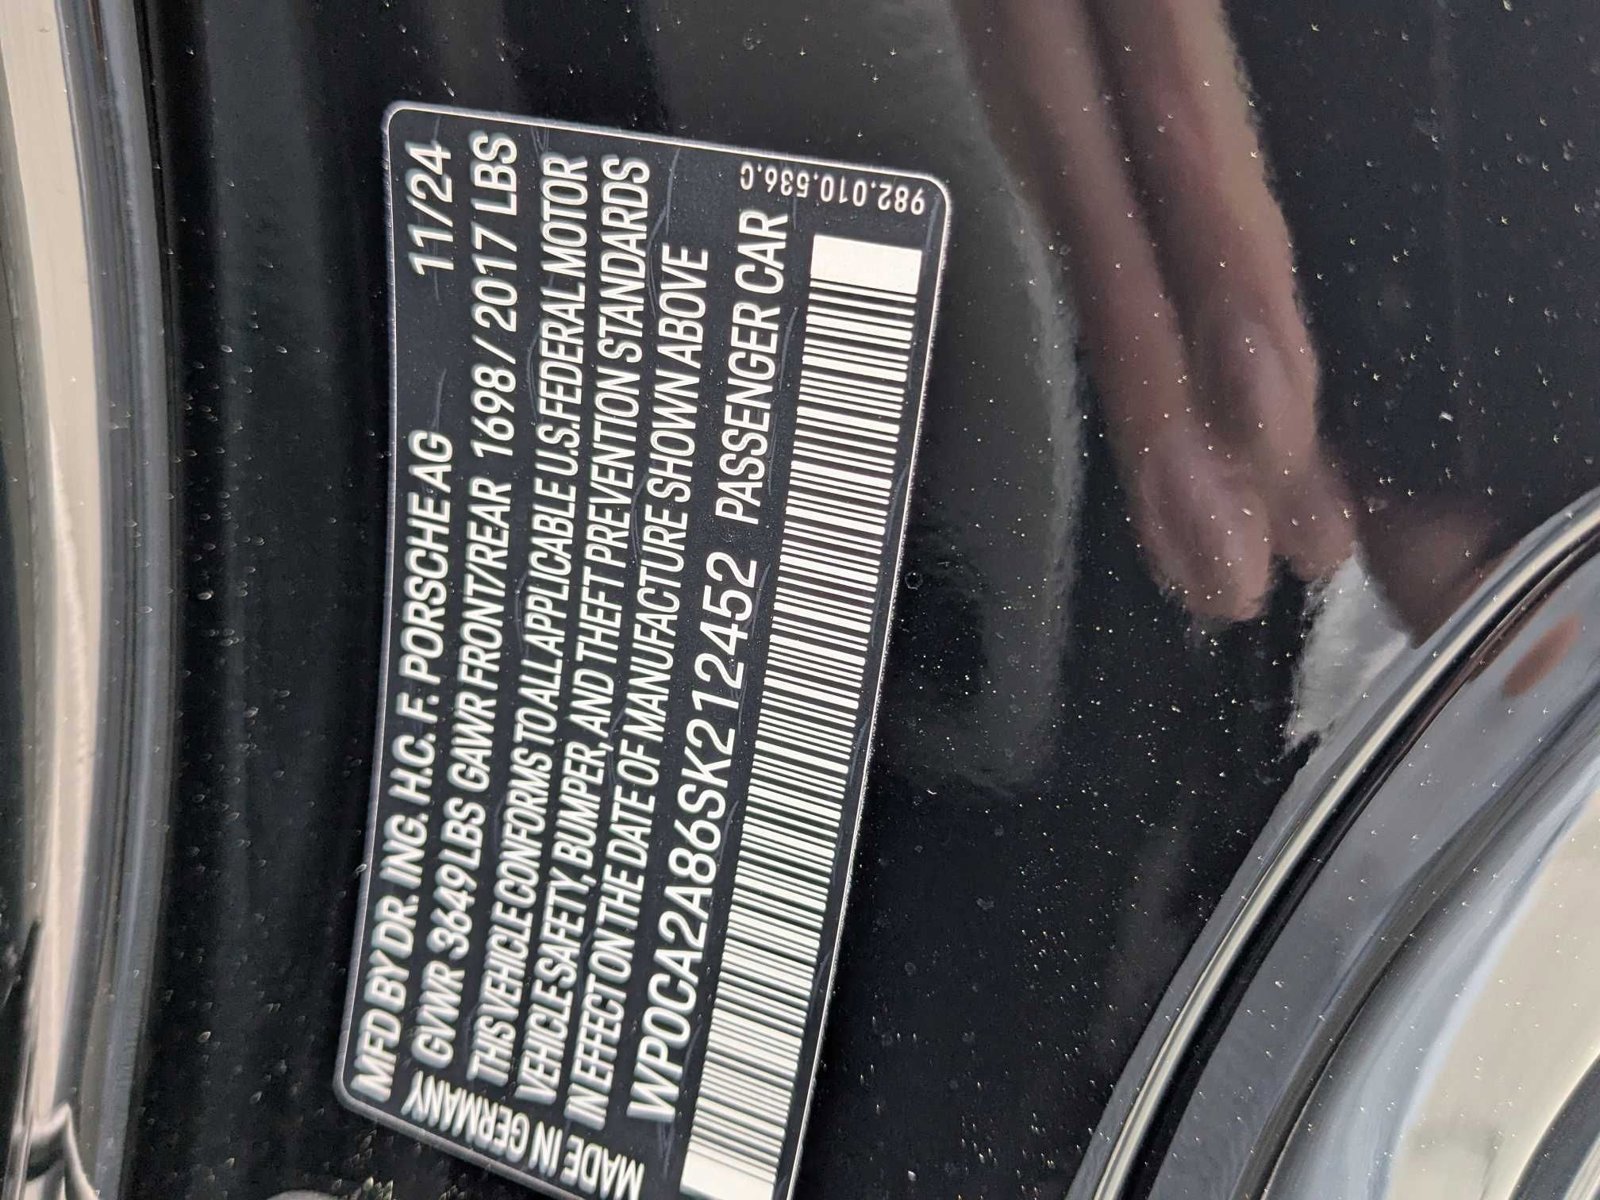 MFD BY DR. ING. H.C. F. PORSCHE AG 11/24
GVWR 3649LBS GAWR FRONT/REAR 1698 / 2017 LBS
THIS VEHICLE CONFORMS TO ALL APPLICABLE U.S. FEDERAL MOTOR
VEHICLE SAFETY, BUMPER, AND THEFT PREVENTION STANDARDS
IN EFFECT ON THE DATE OF MANUFACTURE SHOWN ABOVE
WP0CA2A86SK212452 PASSENGER CAR
MADE IN GERMANY
982.010.536.C